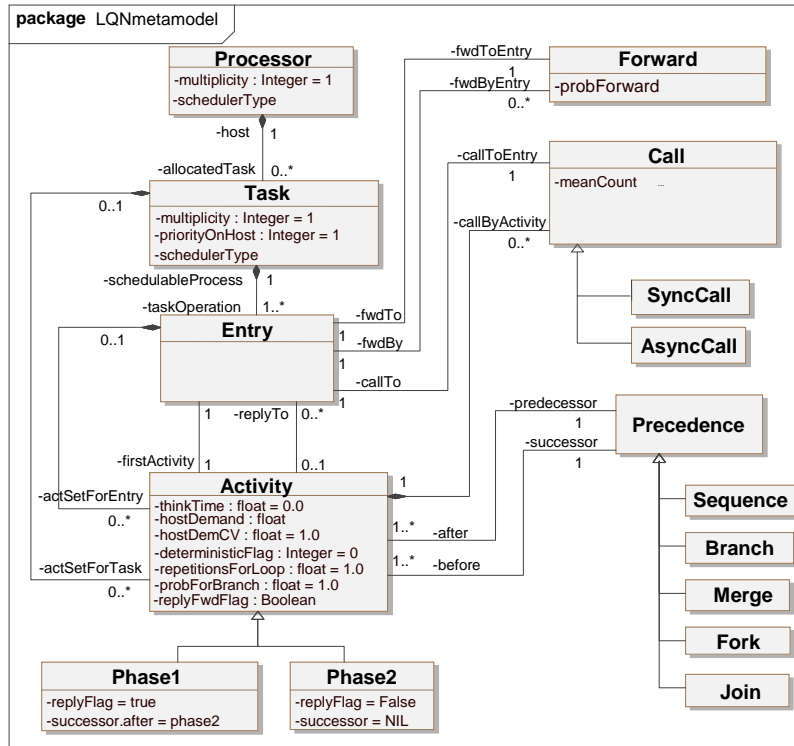 package LQNmetamodel
Processor
-multiplicity : Integer = 1
-schedulerType
-host
1
-allocatedTask
0..*
Task
-multiplicity : Integer = 1
-priorityOnHost : Integer = 1
-schedulerType
0..1
-schedulableProcess
1
-taskOperation
1..*
Entry
0..1
-fwdToEntry
1
-fwdByEntry
0..*
Forward
-probForward
-callToEntry
1
-callByActivity
0..*
Call
-meanCount ...
SyncCall
AsyncCall
-fwdTo
1
-fwdBy
1
-callTo
1
1
-replyTo
0..*
-firstActivity
1
0..1
-actSetForEntry
0..*
-actSetForTask
0..*
Activity
-thinkTime : float = 0.0
-hostDemand : float
-hostDemCV : float = 1.0
-deterministicFlag : Integer = 0
-repetitionsForLoop : float = 1.0
-probForBranch : float = 1.0
-replyFwdFlag : Boolean
1
1..*
-after
1..*
-before
-predecessor
1
-successor
1
Precedence
Sequence
Branch
Merge
Fork
Join
Phase1
-replyFlag = true
-successor.after = phase2
Phase2
-replyFlag = False
-successor = NIL